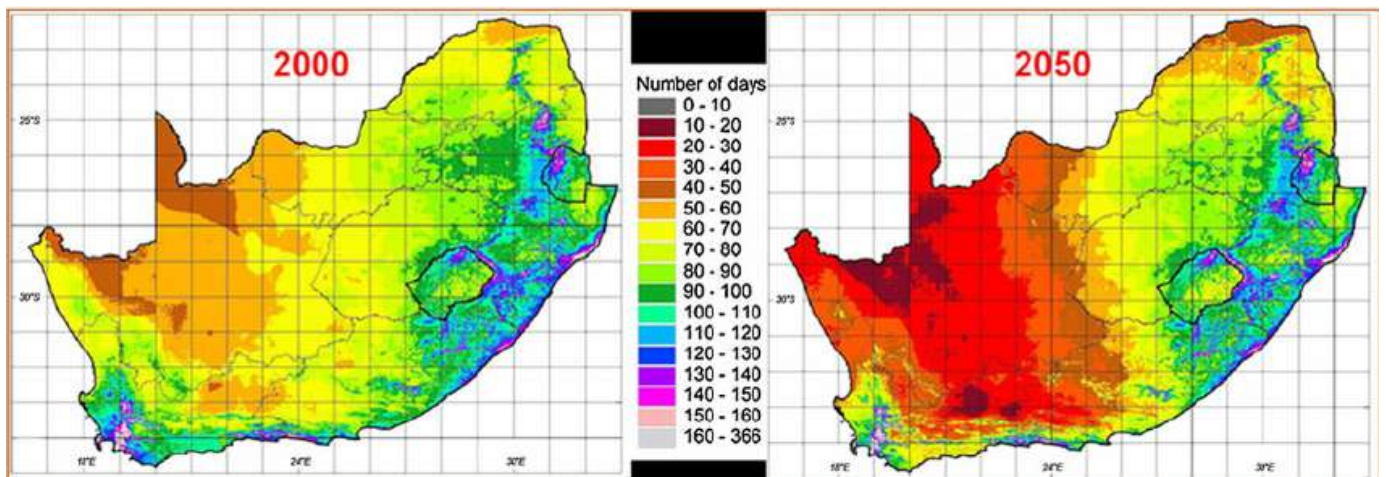 2000
25°S
30°S
18°E
24°E
30°E
Number of days
0 - 10
10 - 20
20 - 30
30 - 40
40 - 50
50 - 60
60 - 70
70 - 80
80 - 90
90 - 100
100 - 110
110 - 120
120 - 130
130 - 140
140 - 150
150 - 160
160 - 366
2050
25°S
30°S
18°E
24°E
30°E